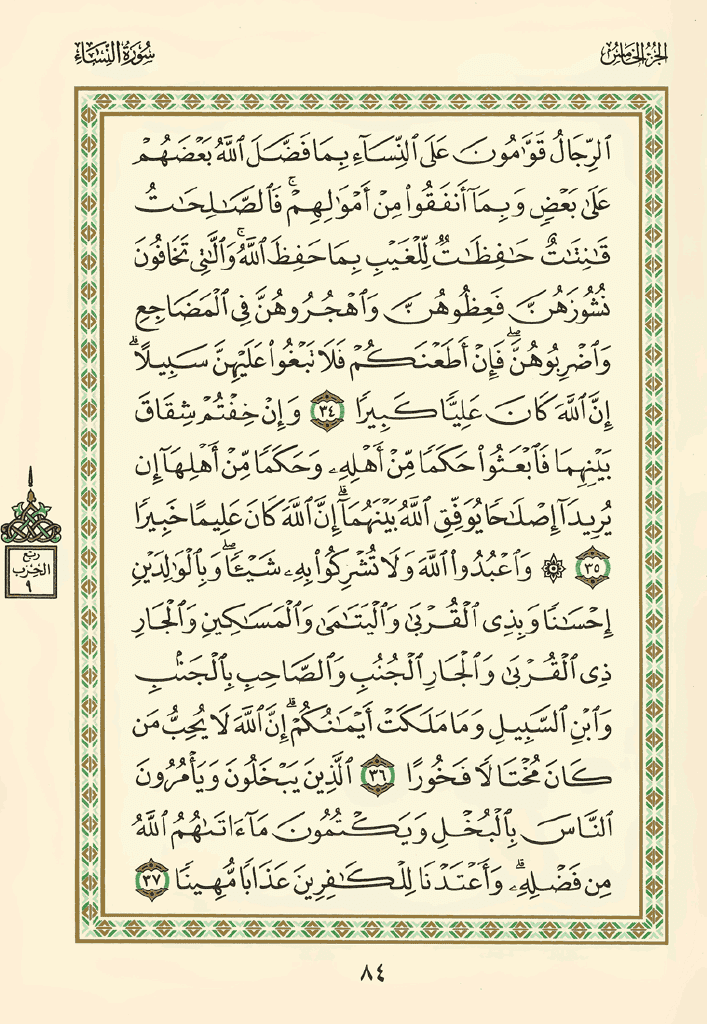 الجزء الخامس
سورة النساء
ٱلرِّجَالُ قَوَّٰمُونَ عَلَى ٱلنِّسَآءِ بِمَا فَضَّلَ ٱللَّهُ بَعْضَهُمْ
عَلَىٰ بَعْضٍ وَبِمَآ أَنفَقُوا۟ مِنْ أَمْوَٰلِهِمْ ۚ فَٱلصَّٰلِحَٰتُ
قَٰنِتَٰتٌ حَٰفِظَٰتٌ لِّلْغَيْبِ بِمَا حَفِظَ ٱللَّهُ ۚ وَٱلَّٰتِى تَخَافُونَ
نُشُوزَهُنَّ فَعِظُوهُنَّ وَٱهْجُرُوهُنَّ فِى ٱلْمَضَاجِعِ
وَٱضْرِبُوهُنَّ ۖ فَإِنْ أَطَعْنَكُمْ فَلَا تَبْغُوا۟ عَلَيْهِنَّ سَبِيلًا ۗ
إِنَّ ٱللَّهَ كَانَ عَلِيًّا كَبِيرًا ٣٤ وَإِنْ خِفْتُمْ شِقَاقَ
بَيْنِهِمَا فَٱبْعَثُوا۟ حَكَمًا مِّنْ أَهْلِهِۦ وَحَكَمًا مِّنْ أَهْلِهَآ إِن
يُرِيدَآ إِصْلَٰحًا يُوَفِّقِ ٱللَّهُ بَيْنَهُمَآ ۗ إِنَّ ٱللَّهَ كَانَ عَلِيمًا خَبِيرًا
٣٥ ۞ وَٱعْبُدُوا۟ ٱللَّهَ وَلَا تُشْرِكُوا۟ بِهِۦ شَيْـًٔا ۖ وَبِٱلْوَٰلِدَيْنِ
إِحْسَٰنًا وَبِذِى ٱلْقُرْبَىٰ وَٱلْيَتَٰمَىٰ وَٱلْمَسَٰكِينِ وَٱلْجَارِ
ذِى ٱلْقُرْبَىٰ وَٱلْجَارِ ٱلْجُنُبِ وَٱلصَّاحِبِ بِٱلْجَنۢبِ
وَٱبْنِ ٱلسَّبِيلِ وَمَا مَلَكَتْ أَيْمَٰنُكُمْ ۗ إِنَّ ٱللَّهَ لَا يُحِبُّ مَن
كَانَ مُخْتَالًا فَخُورًا ٣٦ ٱلَّذِينَ يَبْخَلُونَ وَيَأْمُرُونَ
ٱلنَّاسَ بِٱلْبُخْلِ وَيَكْتُمُونَ مَآ ءَاتَىٰهُمُ ٱللَّهُ
مِن فَضْلِهِۦ ۗ وَأَعْتَدْنَا لِلْكَٰفِرِينَ عَذَابًا مُّهِينًا ٣٧
ربع
الحزب
٩
٨٤